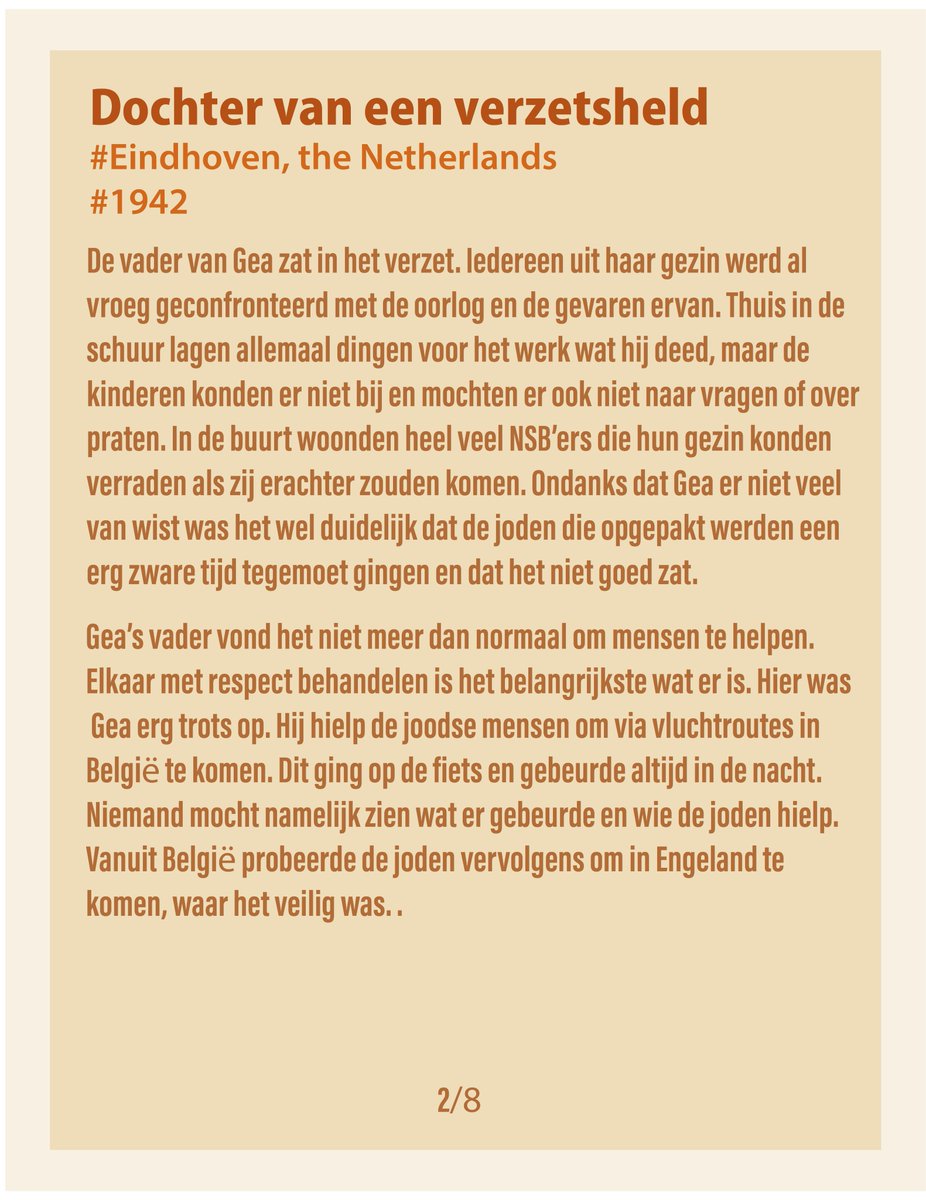 Dochter van een verzetsheld
#Eindhoven, the Netherlands
#1942
De vader van Gea zat in het verzet. Iedereen uit haar gezin werd al
vroeg geconfronteerd met de oorlog en de gevaren ervan. Thuis in de
schuur lagen allemaal dingen voor het werk wat hij deed, maar de
kinderen konden er niet bij en mochten er ook niet naar vragen of over
praten. In de buurt woonden heel veel NSB’ers die hun gezin konden
verraden als zij erachter zouden komen. Ondanks dat Gea er niet veel
van wist was het wel duidelijk dat de joden die opgepakt werden een
erg zware tijd tegemoet gingen en dat het niet goed zat.
Gea’s vader vond het niet meer dan normaal om mensen te helpen.
Elkaar met respect behandelen is het belangrijkste wat er is. Hier was
Gea erg trots op. Hij hielp de joodse mensen om via vluchtroutes in
België te komen. Dit ging op de fiets en gebeurde altijd in de nacht.
Niemand mocht namelijk zien wat er gebeurde en wie de joden hielp.
Vanuit België probeerde de joden vervolgens om in Engeland te
komen, waar het veilig was. .
2/8